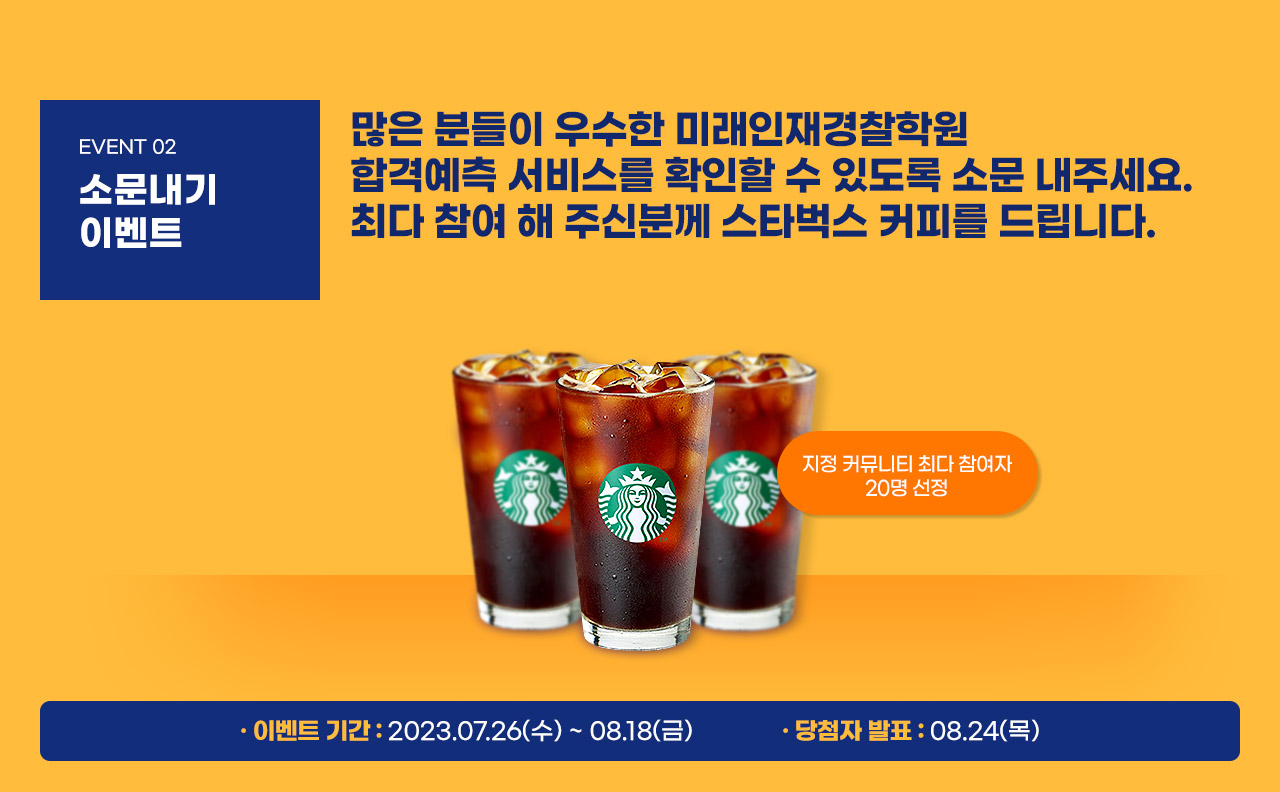 EVENT 02
소문내기
이벤트
많은 분들이 우수한 미래인재경찰학원
합격예측 서비스를 확인할 수 있도록 소문 내주세요.
최다 참여 해 주신분께 스타벅스 커피를 드립니다.
지정 커뮤니티 최다 참여자
20명 선정
· 이벤트 기간 : 2023.07.26(수) ~ 08.18(금)
· 당첨자 발표 : 08.24(목)